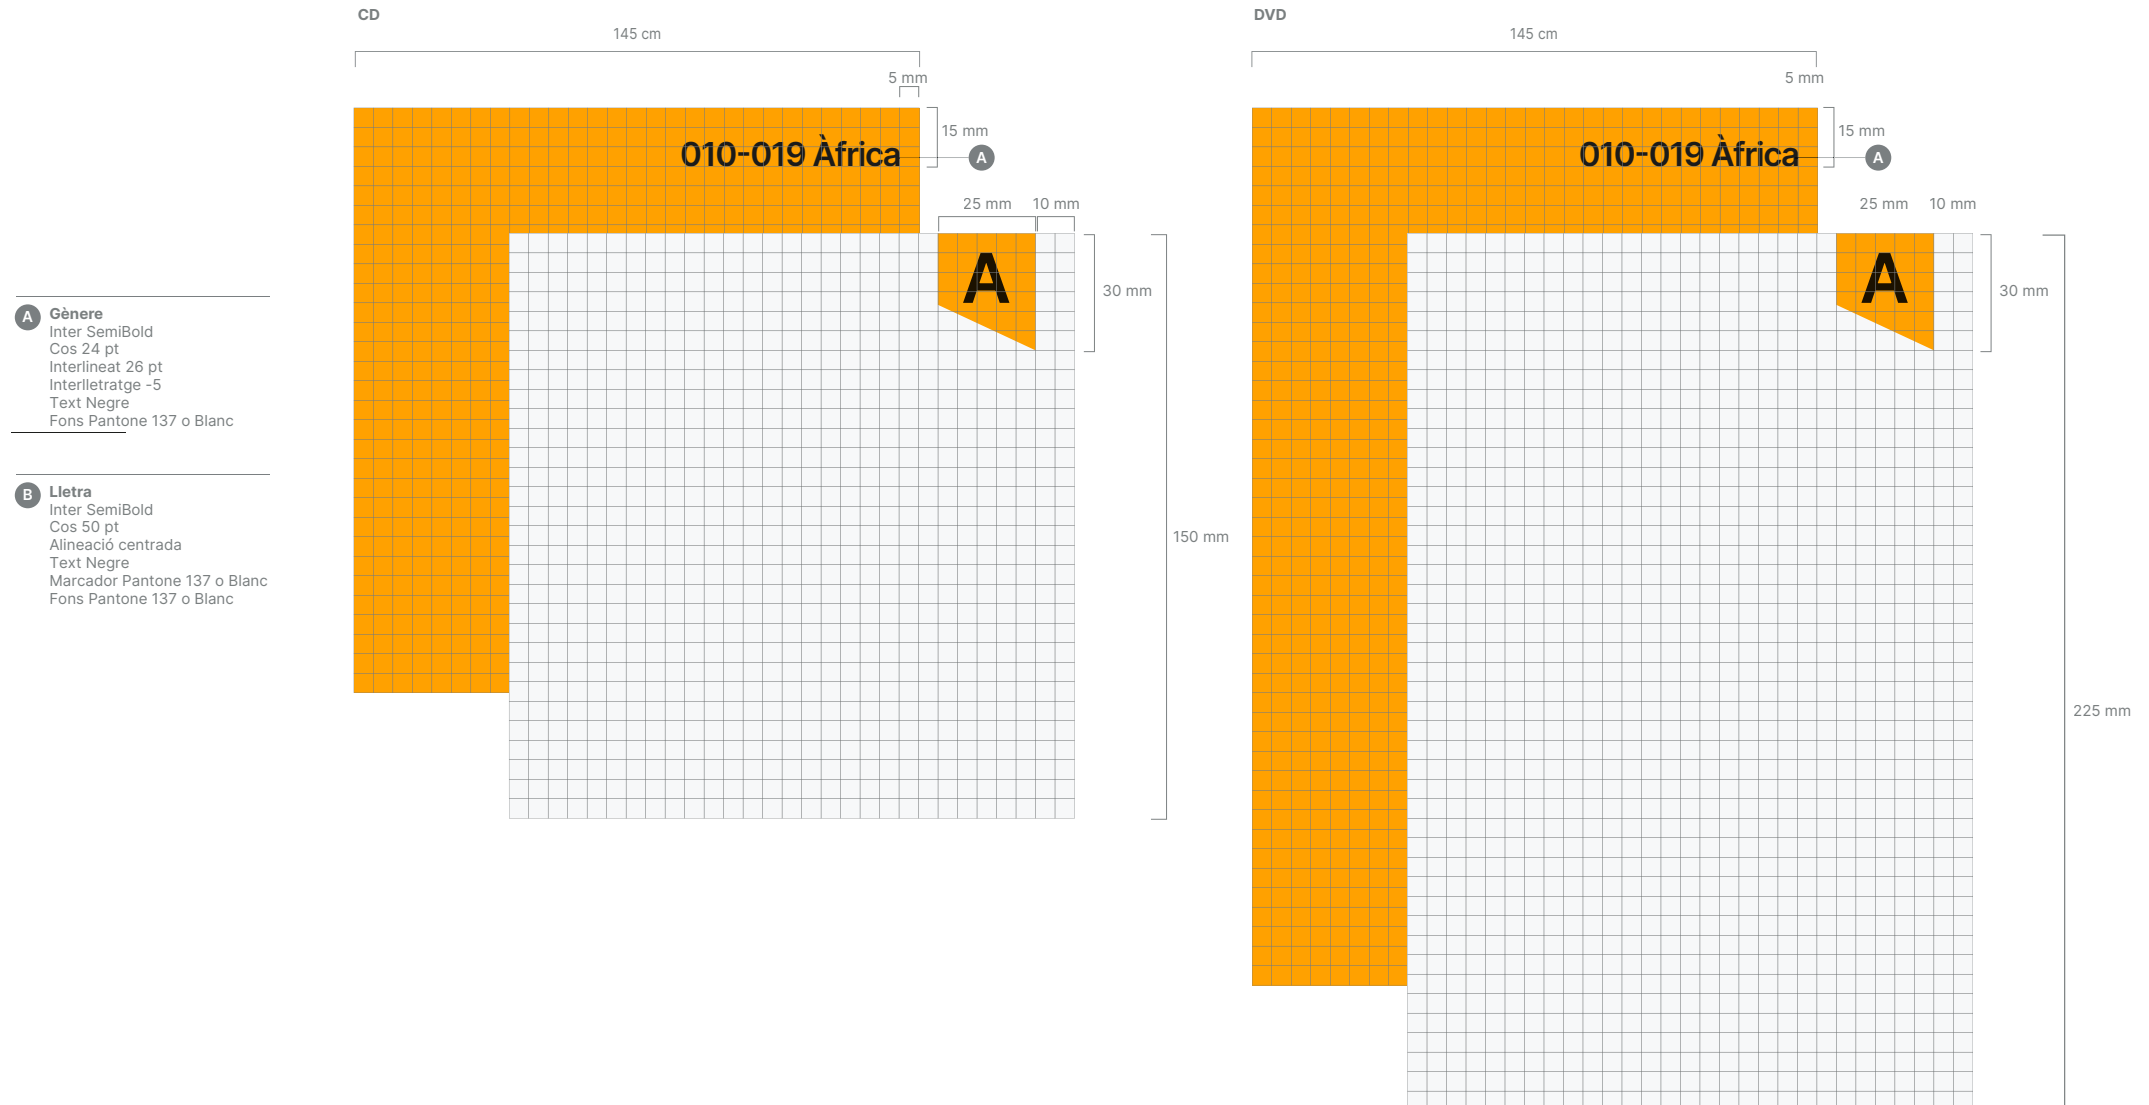 CD
145 cm
5 mm
010-019 Àfrica
15 mm
A
25 mm
10 mm
A
30 mm
150 mm
DVD
145 cm
5 mm
010-019 Àfrica
15 mm
A
25 mm
10 mm
A
30 mm
225 mm
A
Gènere
Inter SemiBold
Cos 24 pt
Interlineat 26 pt
Interlletratge -5
Text Negre
Fons Pantone 137 o Blanc
B
Lletra
Inter SemiBold
Cos 50 pt
Alineació centrada
Text Negre
Marcador Pantone 137 o Blanc
Fons Pantone 137 o Blanc